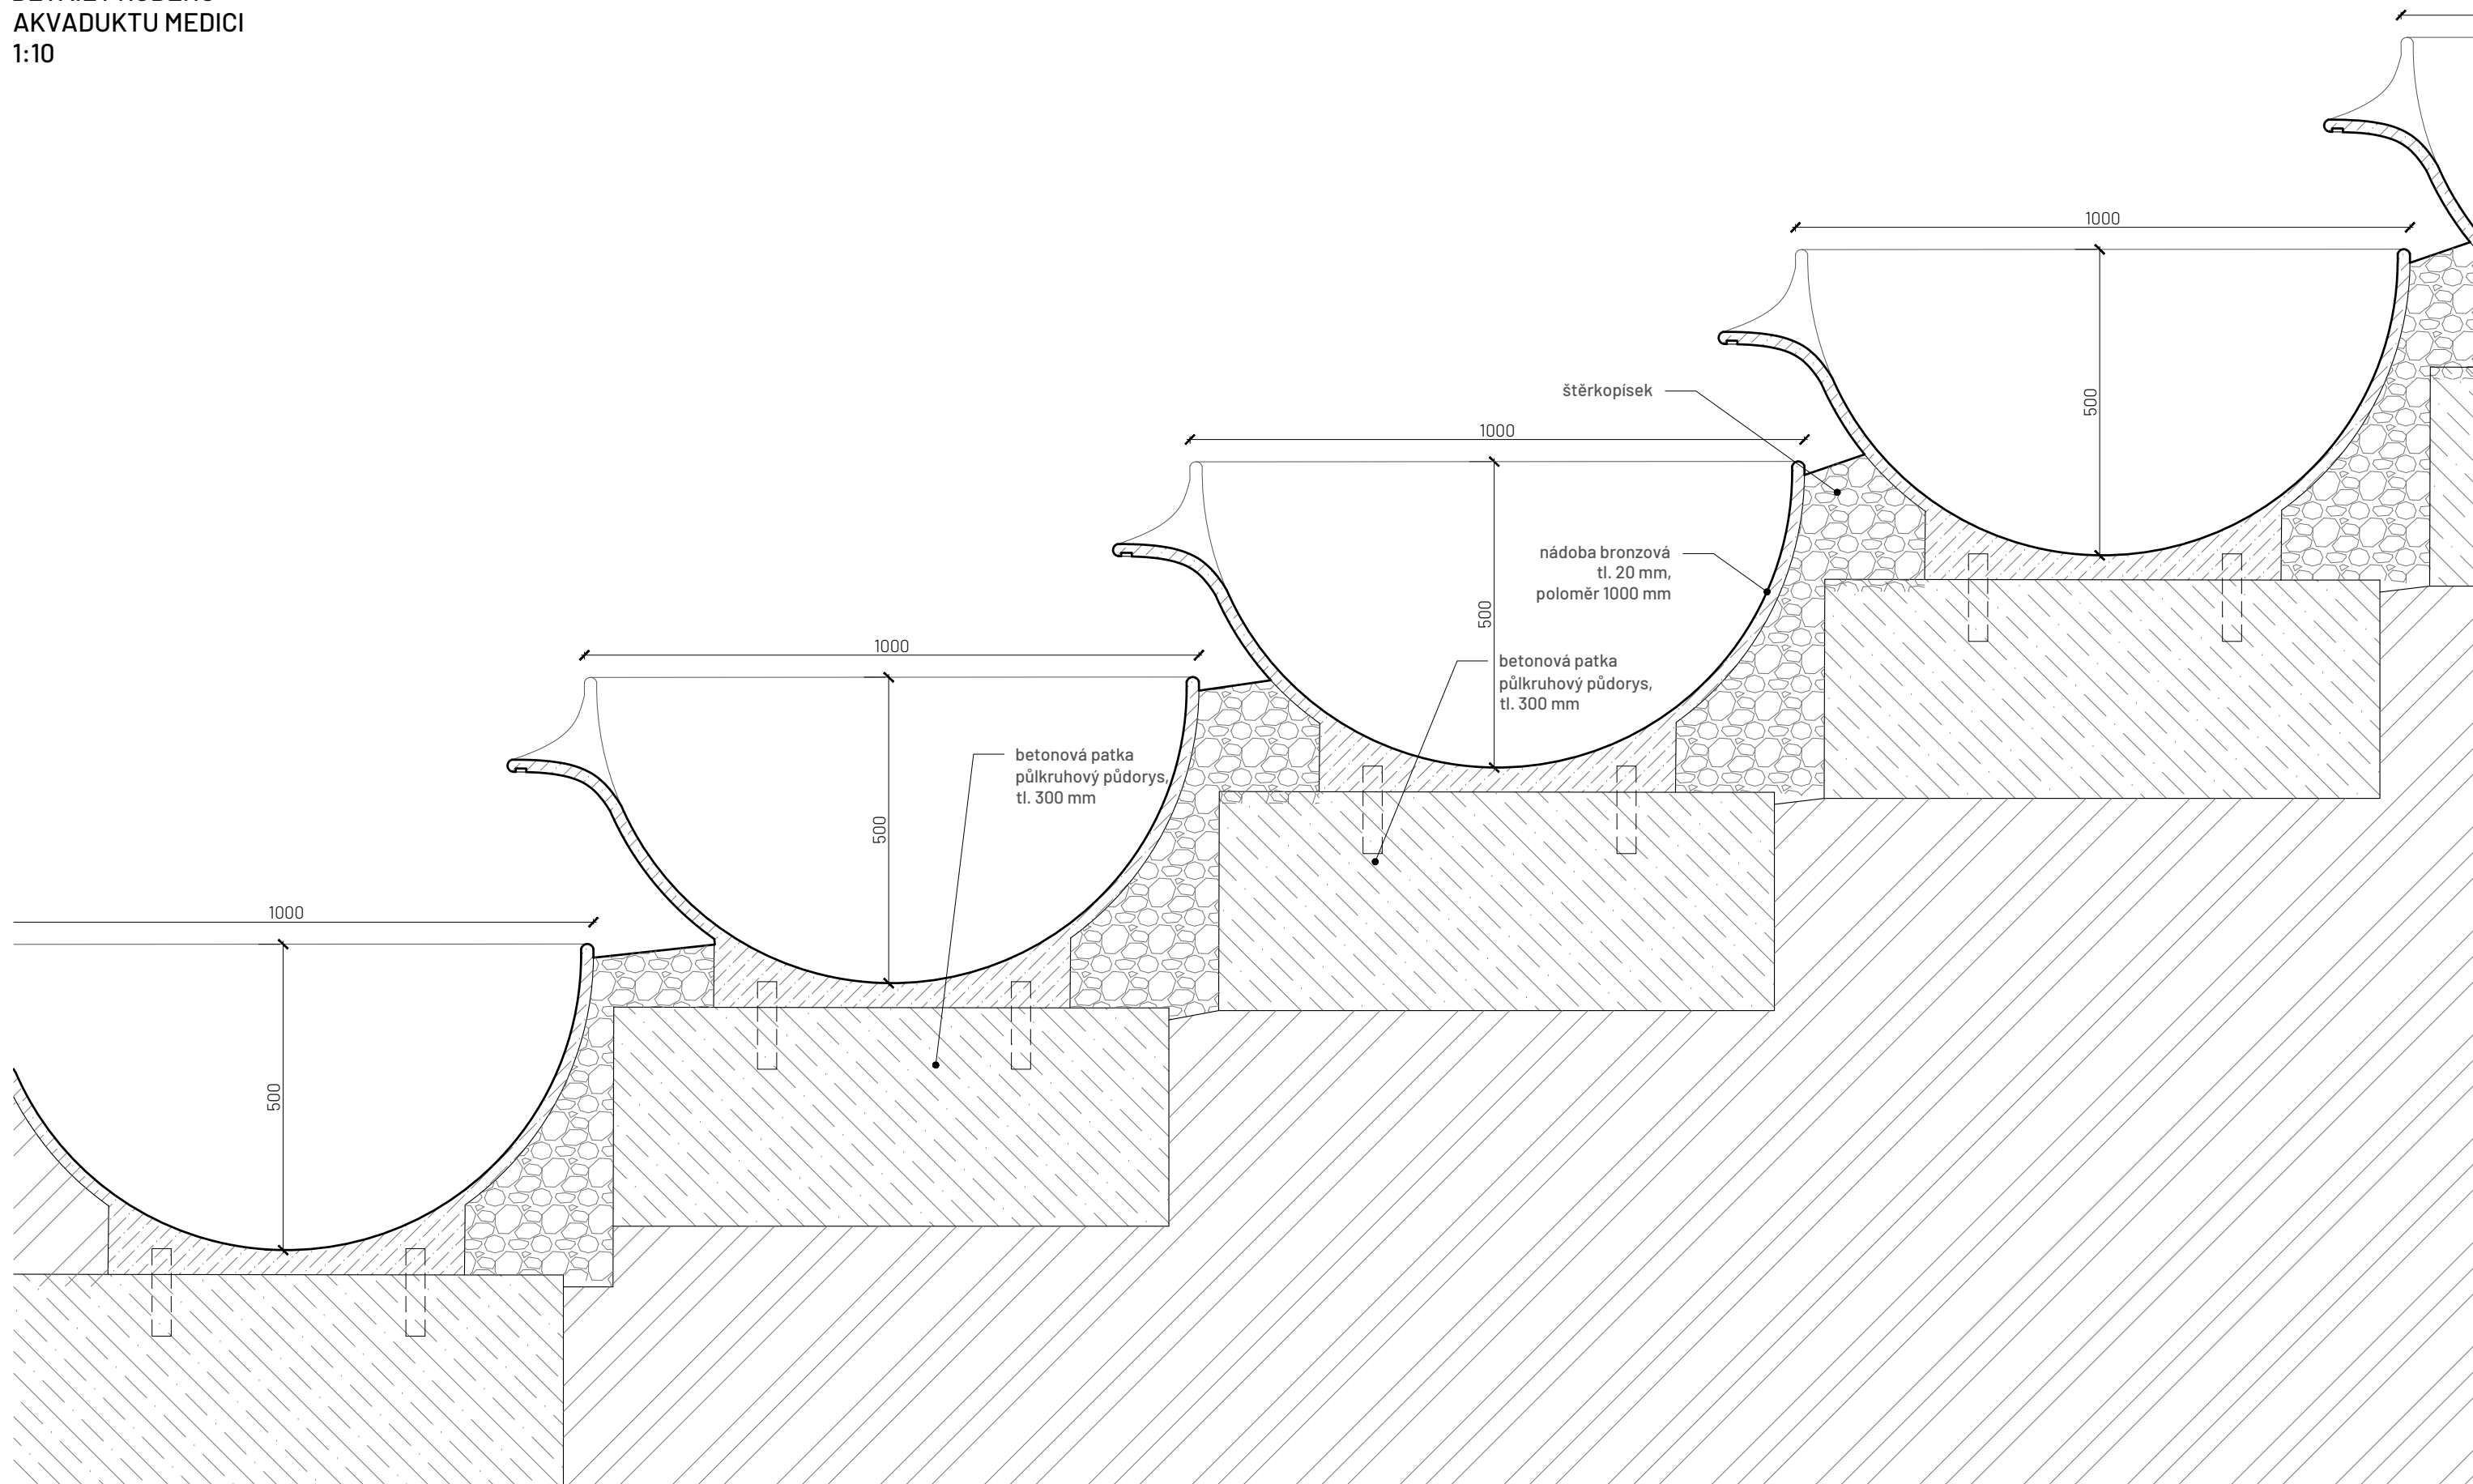 AKVADUKTU MEDICI
1:10
1000
500
štěrkopísek
1000
500
nádoba bronzová
tl. 20 mm,
poloměr 1000 mm
betonová patka
půlkruhový půdorys,
tl. 300 mm
1000
500
betonová patka
půlkruhový půdorys,
tl. 300 mm
1000
500